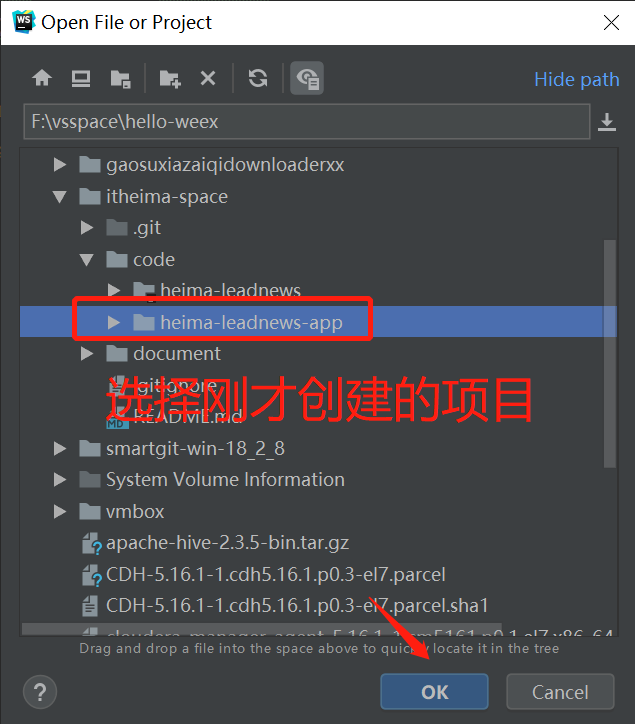 WS
Open File or Project
Hide path
F:\vsspace\hello-weex
gaosuxiazaiqidownloaderxx
itheima-space
.git
code
heima-leadnews
heima-leadnews-app
document
.gitignore
选择刚才创建的项目
MD README.md
smartgit-win-18_2_8
System Volume Information
vmbox
apache-hive-2.3.5-bin.tar.gz
CDH-5.16.1-1.cdh5.16.1.p0.3-el7.parcel
CDH-5.16.1-1.cdh5.16.1.p0.3-el7.parcel.sha1
Drag and drop a file into the space above to quickly locate it in the tree
?
OK
Cancel